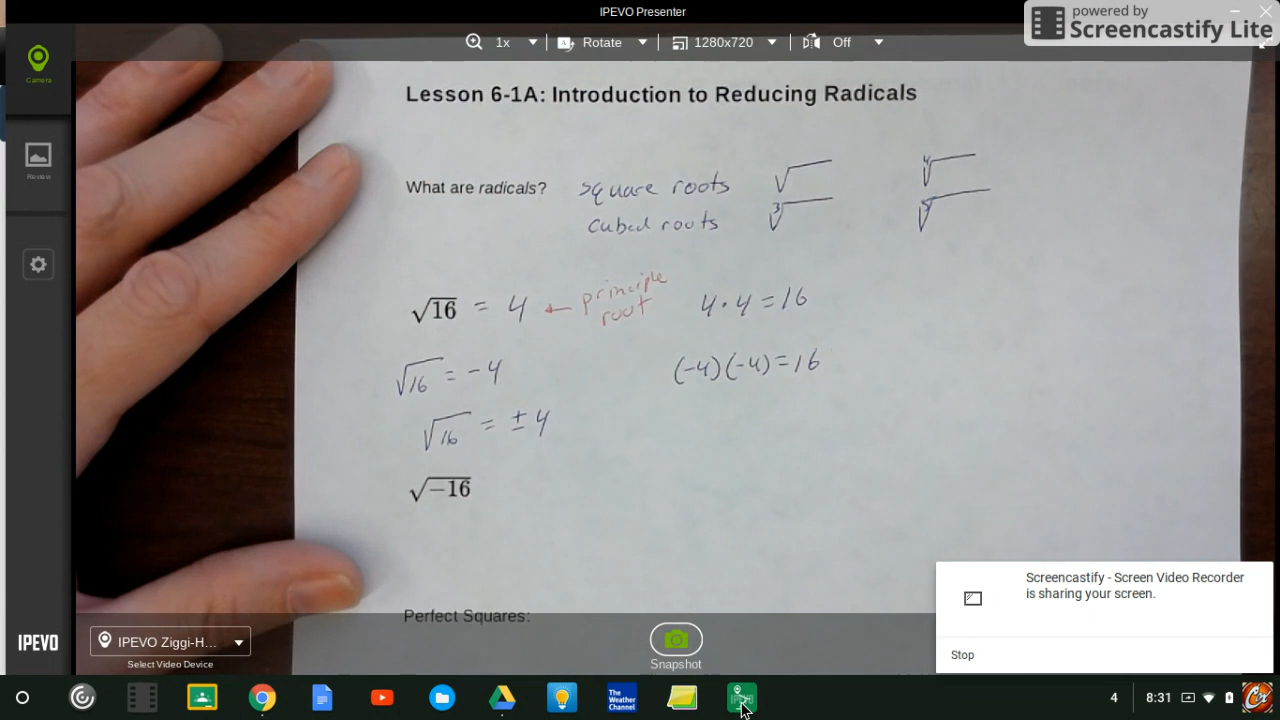 IPEVO Presenter
powered by
Screencastify Lite
Camera
1x
Rotate
1280x720
Off
Review
Lesson 6-1A: Introduction to Reducing Radicals
What are radicals? square roots √ ∜
cubed roots ∛
√16 = 4 ← principle root 4 · 4 = 16
√16 = -4 (-4)(-4) = 16
√16 = ± 4
√-16
Perfect Squares:
Screencastify - Screen Video Recorder
is sharing your screen.
Stop
IPEVO
IPEVO Ziggi-H...
Select Video Device
Snapshot
The
Weather
Channel
IPEVO
4
8:31